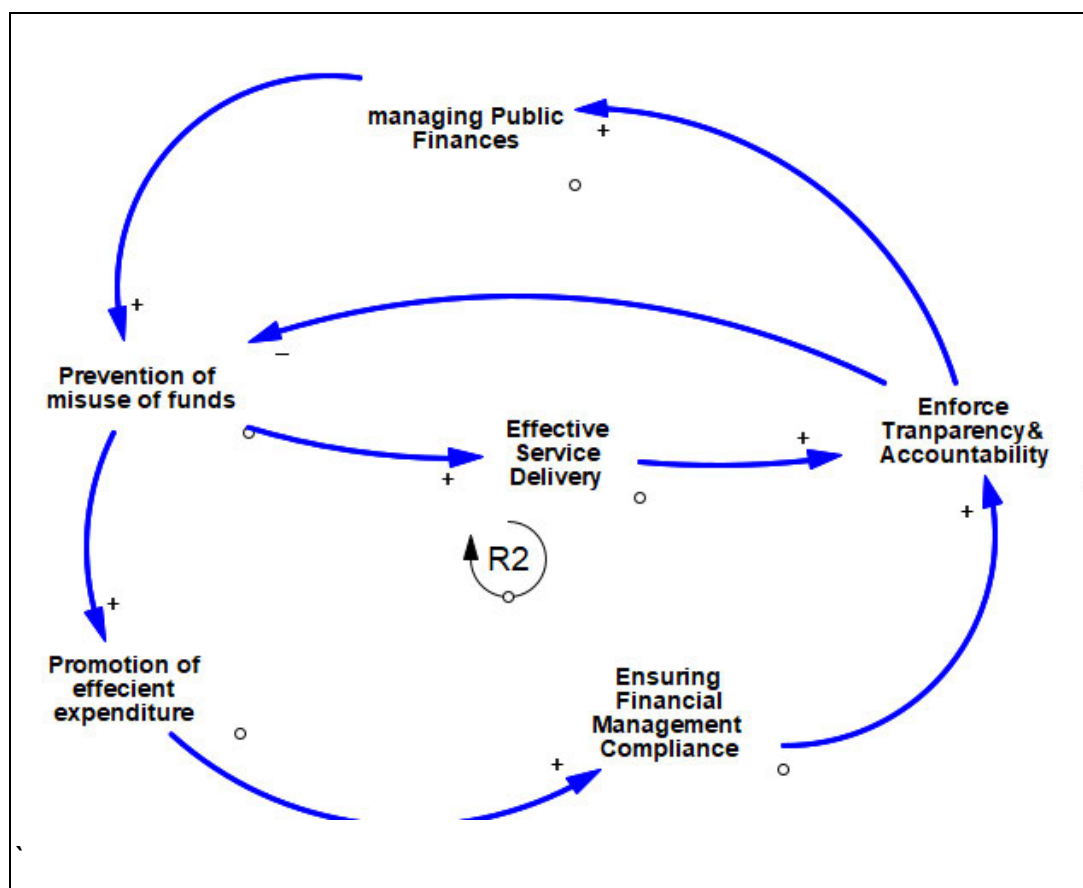 managing Public
Finances
+
+
–
Prevention of
misuse of funds
Effective
Service
Delivery
+
+
Enforce
Tranparency&
Accountability
+
R2
+
Promotion of
effecient
expenditure
Ensuring
Financial
Management
Compliance
+
`